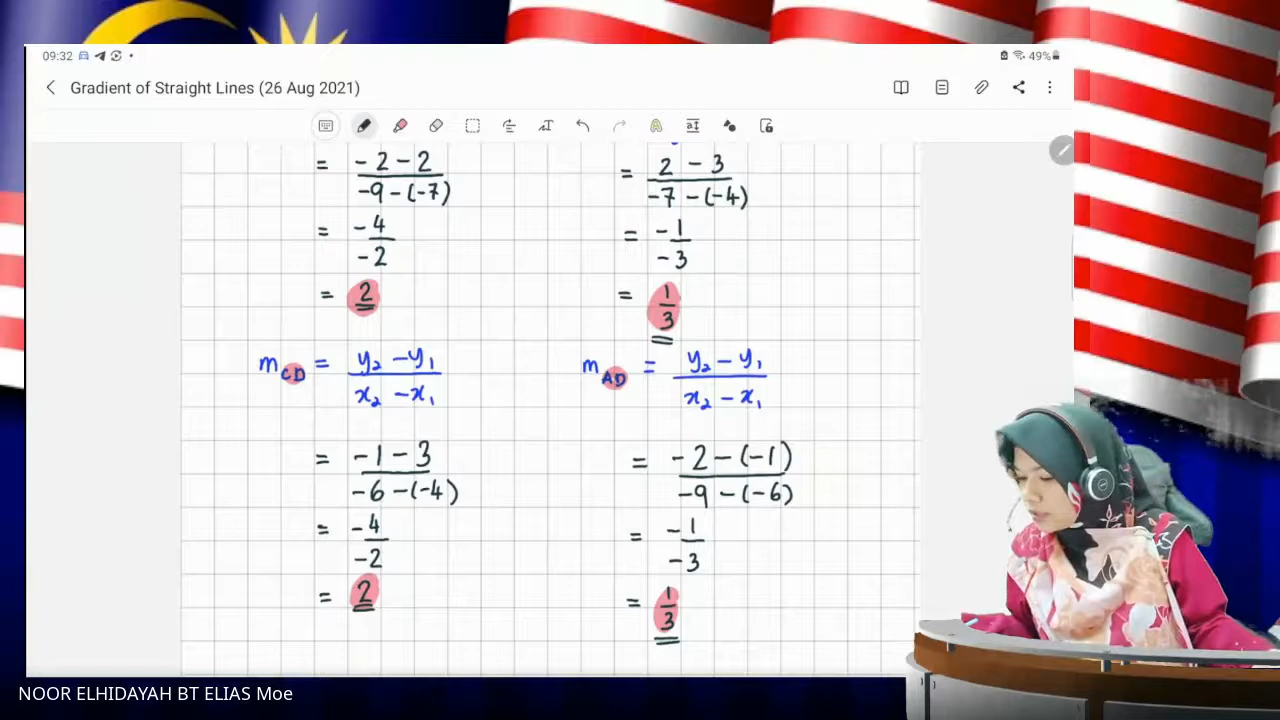 09:32
49%
Gradient of Straight Lines (26 Aug 2021)
= -2 - 2 / -9 - (-7)
= -4 / -2
= 2
= 2 - 3 / -7 - (-4)
= -1 / -3
= 1/3
m CD = y₂ - y₁ / x₂ - x₁
= -1 - 3 / -6 - (-4)
= -4 / -2
= 2
m AD = y₂ - y₁ / x₂ - x₁
= -2 - (-1) / -9 - (-6)
= -1 / -3
= 1/3
NOOR ELHIDAYAH BT ELIAS Moe